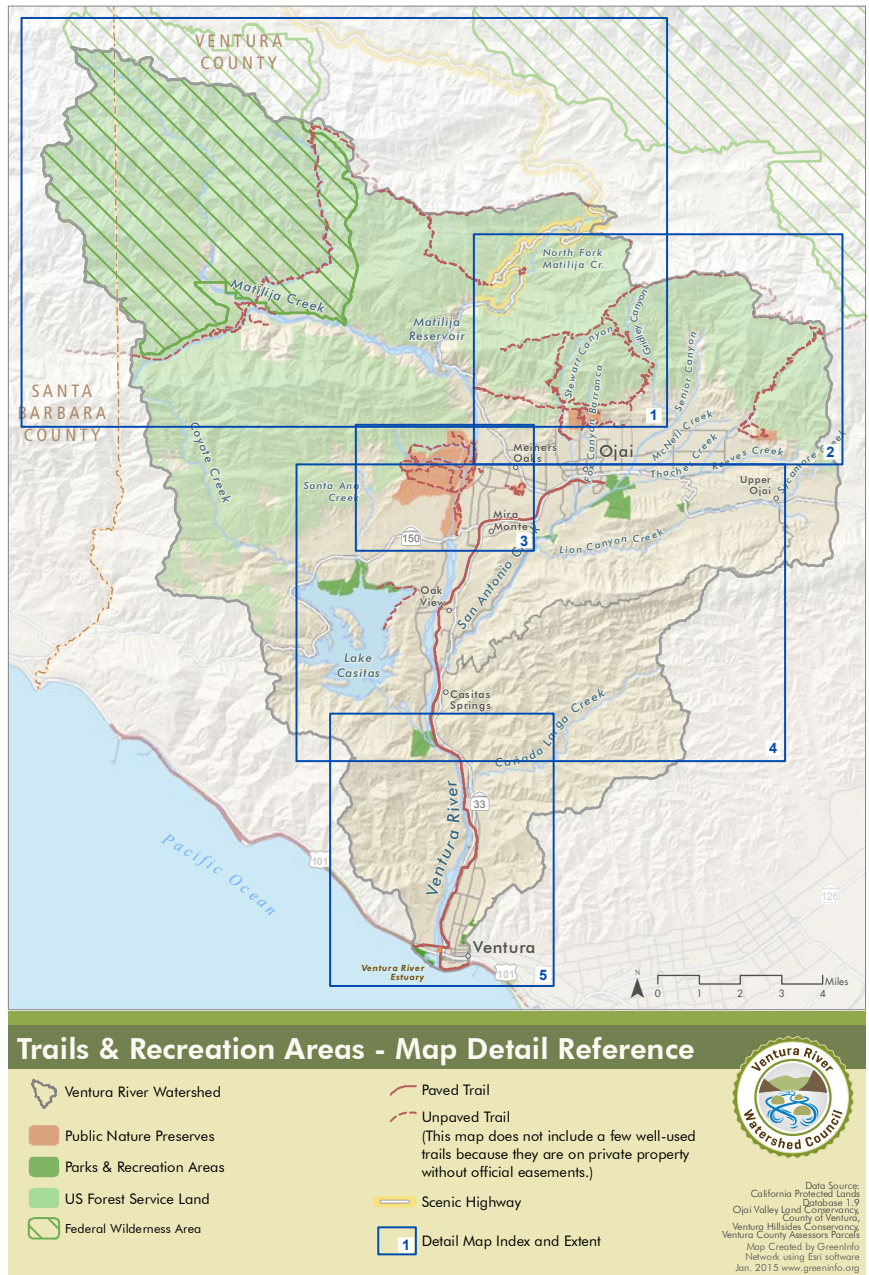 VENTURA
COUNTY
North Fork
Matilija Cr.
Matilija Creek
Matilija
Reservoir
Stewart Canyon
Gridley Canyon
Senior Canyon
Fox Canyon Barranca
SANTA
BARBARA
COUNTY
1
2
Coyote Creek
Meiners
Oaks
Ojai
McNell Creek
Thacher Creek
Reeves Creek
Sycamore Creek
Upper
Ojai
Santa Ana
Creek
Mira
Monte
150
3
Lion Canyon Creek
San Antonio Creek
Oak
View
Lake
Casitas
Casitas
Springs
Cañada Larga Creek
4
33
Ventura River
Pacific Ocean
101
126
Ventura
Ventura River
Estuary
5
101
N
0 1 2 3 4
Miles
Trails & Recreation Areas - Map Detail Reference
Ventura River Watershed
Public Nature Preserves
Parks & Recreation Areas
US Forest Service Land
Federal Wilderness Area
Paved Trail
Unpaved Trail
(This map does not include a few well-used
trails because they are on private property
without official easements.)
Scenic Highway
1
Detail Map Index and Extent
Ventura River
Watershed Council
Data Source:
California Protected Lands
Database 1.9
Ojai Valley Land Conservancy,
County of Ventura,
Ventura Hillsides Conservancy,
Ventura County Assessors Parcels
Map Created by GreenInfo
Network using Esri software
Jan. 2015 www.greeninfo.org